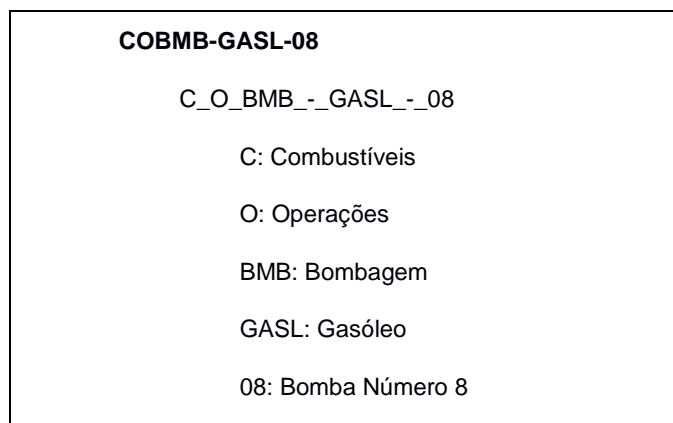 COBMB-GASL-08
C_O_BMB_-_GASL_-_08
C: Combustíveis
O: Operações
BMB: Bombagem
GASL: Gasóleo
08: Bomba Número 8